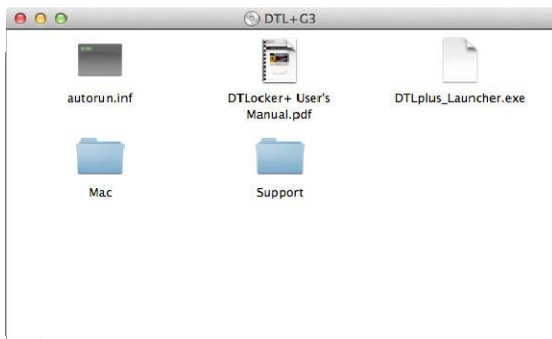 DTL+G3
autorun.inf
DTLocker+ User's
Manual.pdf
DTLplus_Launcher.exe
Mac
Support